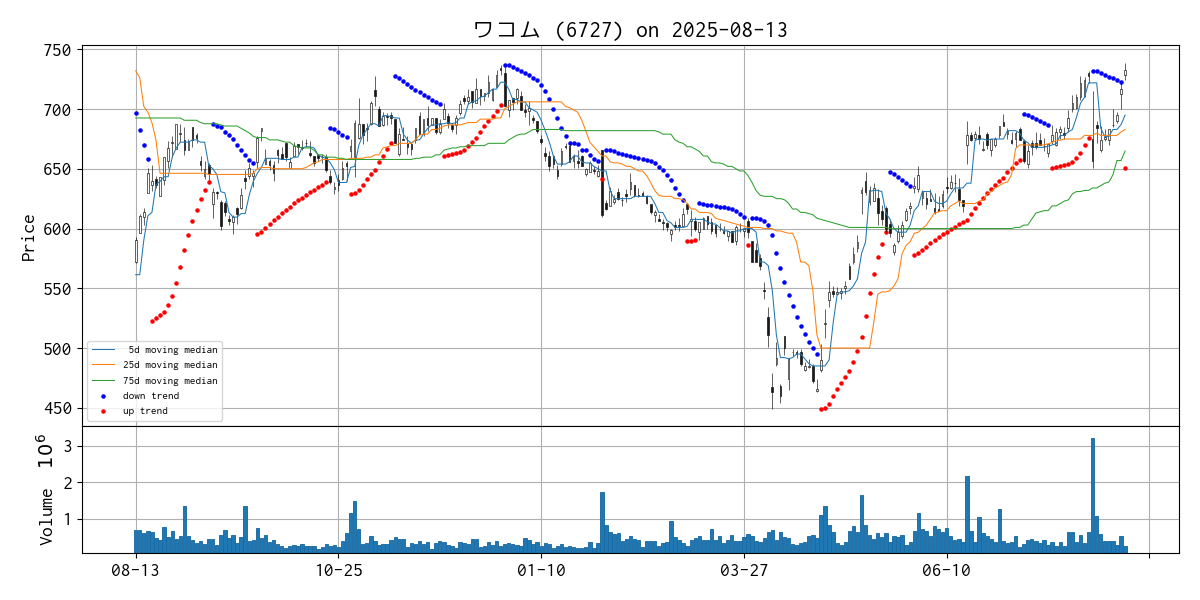 ワコム (6727) on 2025-08-13
750
700
650
600
550
500
450
Price
5d moving median
25d moving median
75d moving median
down trend
up trend
3
2
1
Volume 10^6
08-13
10-25
01-10
03-27
06-10